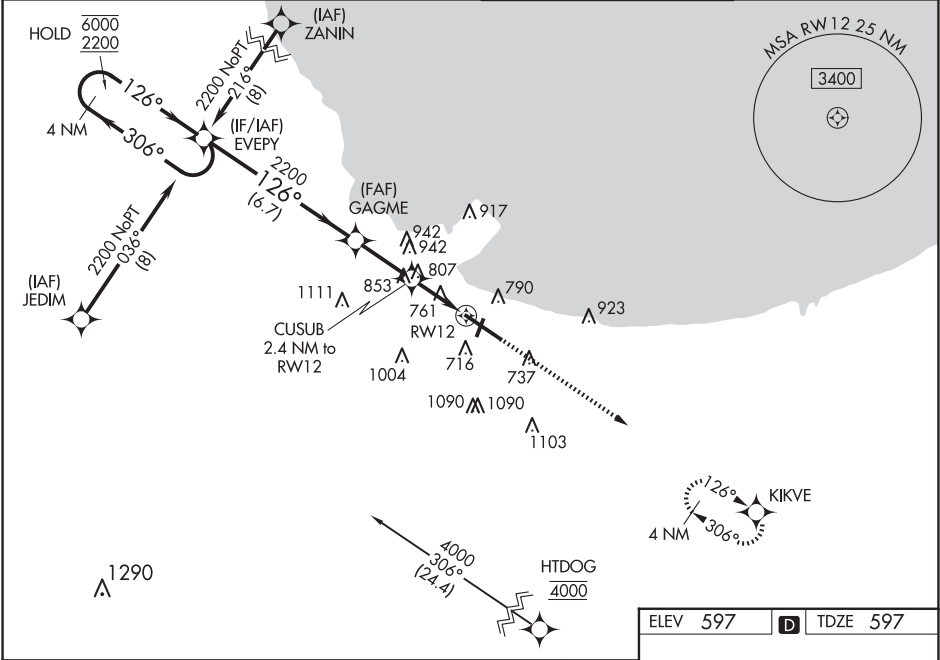 HOLD 6000
2200
(IAF)
ZANIN
MSA RW12 25 NM
3400
2200 NoPT
216°
(8)
126°
4 NM
306°
(IF/IAF)
EVEPY
2200
126°
(6.7)
(FAF)
GAGME
2200 NoPT
036°
(8)
(IAF)
JEDIM
917
942
942
807
853
1111
761
790
923
RW12
CUSUB
2.4 NM to
RW12
1004
716
737
1090 1090
1103
126°
KIKVE
4 NM
306°
4000
306°
(24.4)
HTDOG
4000
1290
ELEV 597 D TDZE 597